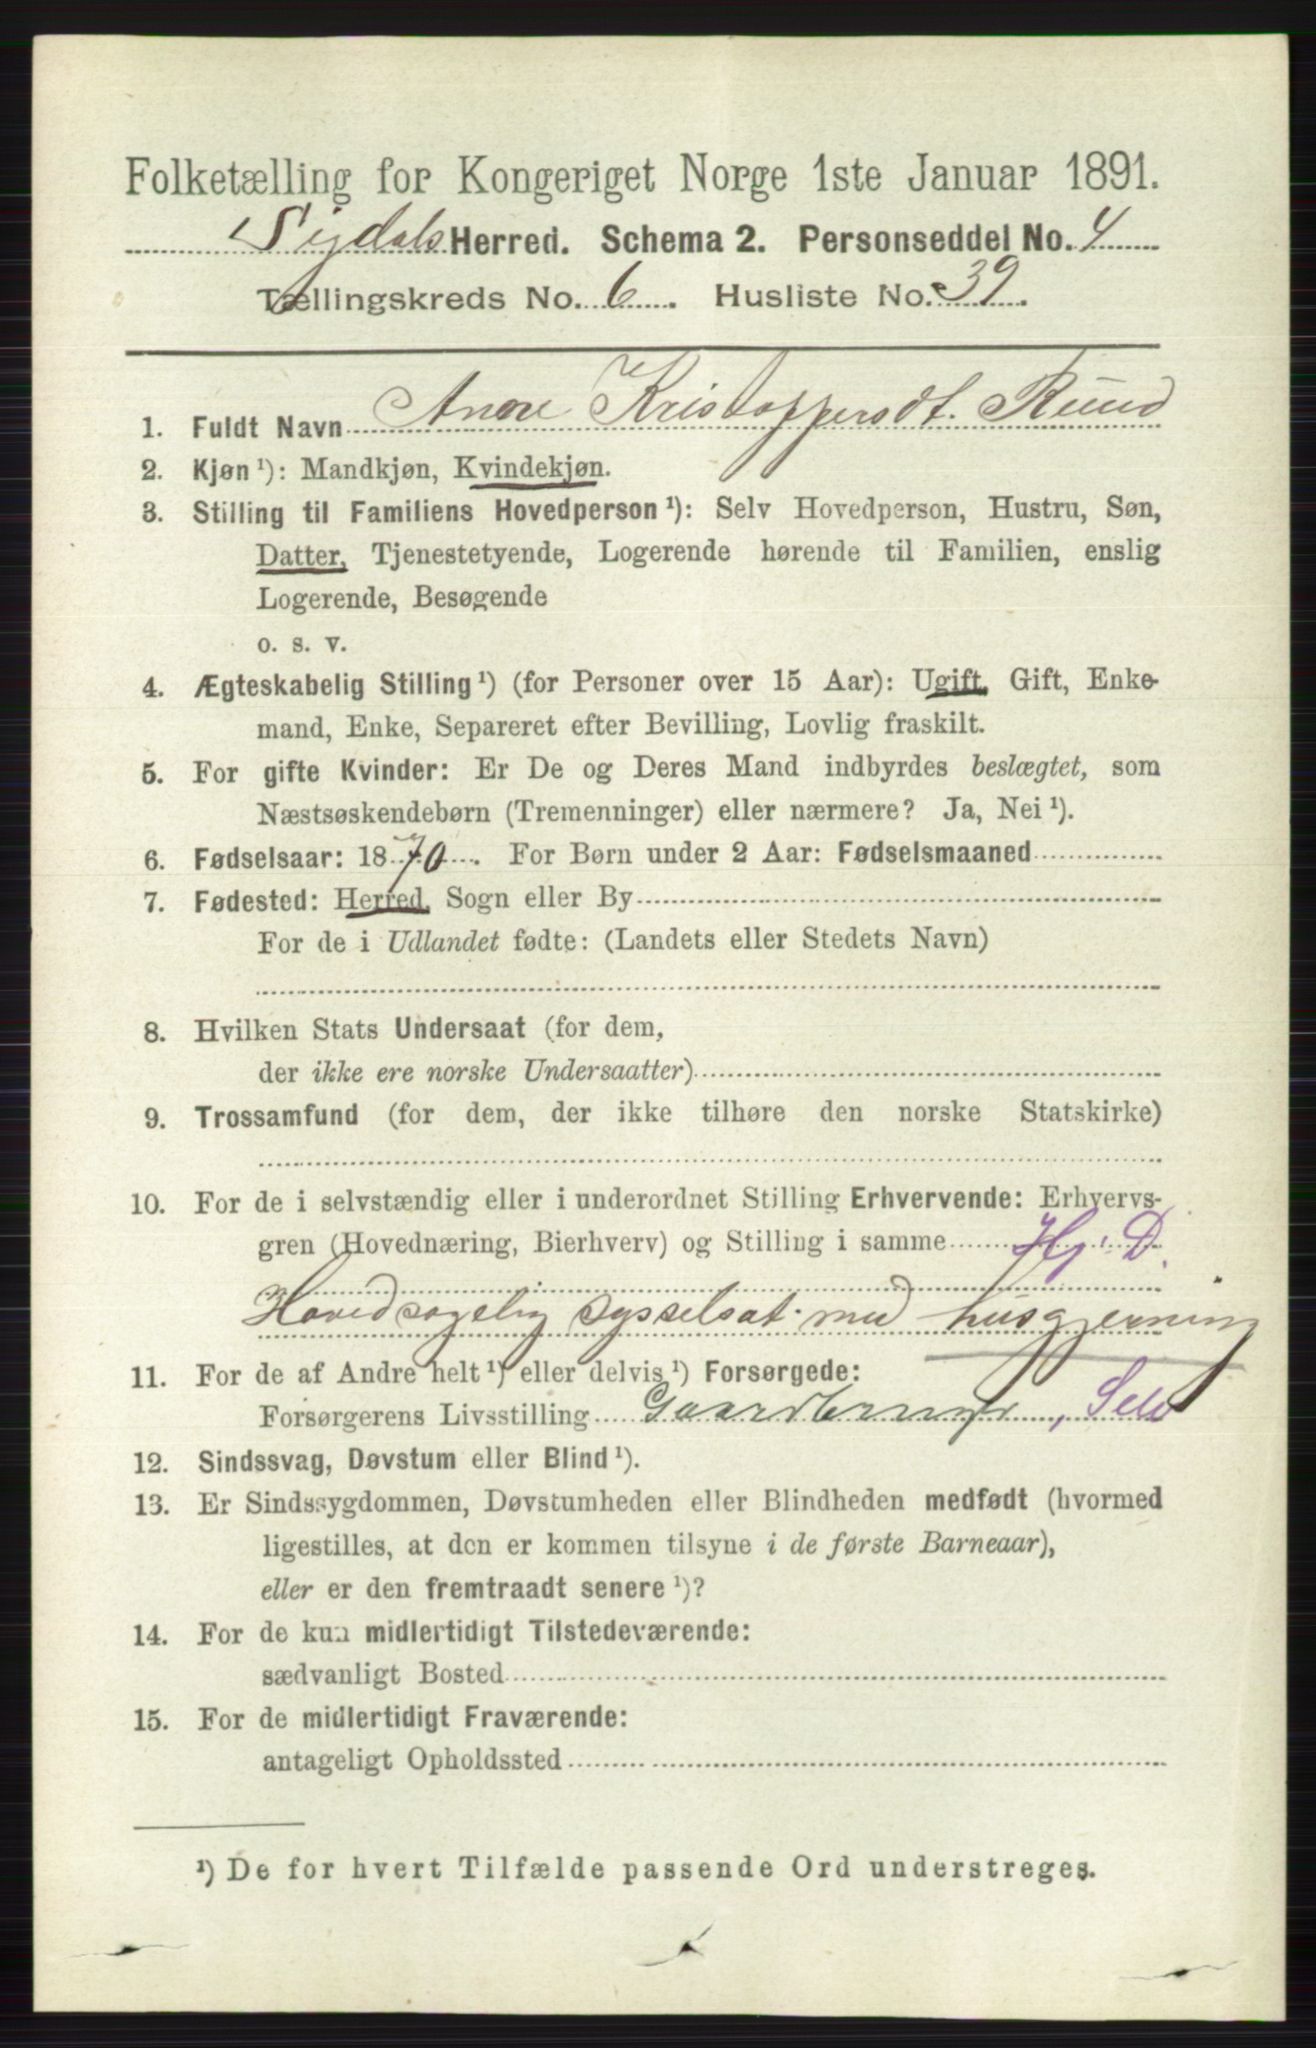 Folketælling for Kongeriget Norge 1ste Januar 1891.
Sigdals Herred. Schema 2. Personseddel No. 4
Tællingskreds No. 6. Husliste No. 39.
1. Fuldt Navn Anne Kristoffersdt. Ruud
2. Kjøn ¹): Mandkjøn, Kvindekjøn.
3. Stilling til Familiens Hovedperson ¹): Selv Hovedperson, Hustru, Søn,
Datter, Tjenestetyende, Logerende hørende til Familien, enslig
Logerende, Besøgende
o. s. v.
4. Ægteskabelig Stilling ¹) (for Personer over 15 Aar): Ugift, Gift, Enke-
mand, Enke, Separeret efter Bevilling, Lovlig fraskilt.
5. For gifte Kvinder: Er De og Deres Mand indbyrdes beslægtet, som
Næstsøskendebørn (Tremenninger) eller nærmere? Ja, Nei ¹).
6. Fødselsaar: 1870. For Børn under 2 Aar: Fødselsmaaned
7. Fødested: Herred, Sogn eller By
For de i Udlandet fødte: (Landets eller Stedets Navn)
8. Hvilken Stats Undersaat (for dem,
der ikke ere norske Undersaatter)
9. Trossamfund (for dem, der ikke tilhøre den norske Statskirke)
10. For de i selvstændig eller i underordnet Stilling Erhvervende: Erhvervs-
gren (Hovednæring, Bierhverv) og Stilling i samme Hj. D.
Hovedsagelig sysselsat med husgjerning
11. For de af Andre helt ¹) eller delvis ¹) Forsørgede:
Forsørgerens Livsstilling Gaardbruger, Selv
12. Sindssvag, Døvstum eller Blind ¹).
13. Er Sindssygdommen, Døvstumheden eller Blindheden medfødt (hvormed
ligestilles, at den er kommen tilsyne i de første Barneaar),
eller er den fremtraadt senere ¹)?
14. For de kun midlertidigt Tilstedeværende:
sædvanligt Bosted
15. For de midlertidigt Fraværende:
antageligt Opholdssted
¹) De for hvert Tilfælde passende Ord understreges.